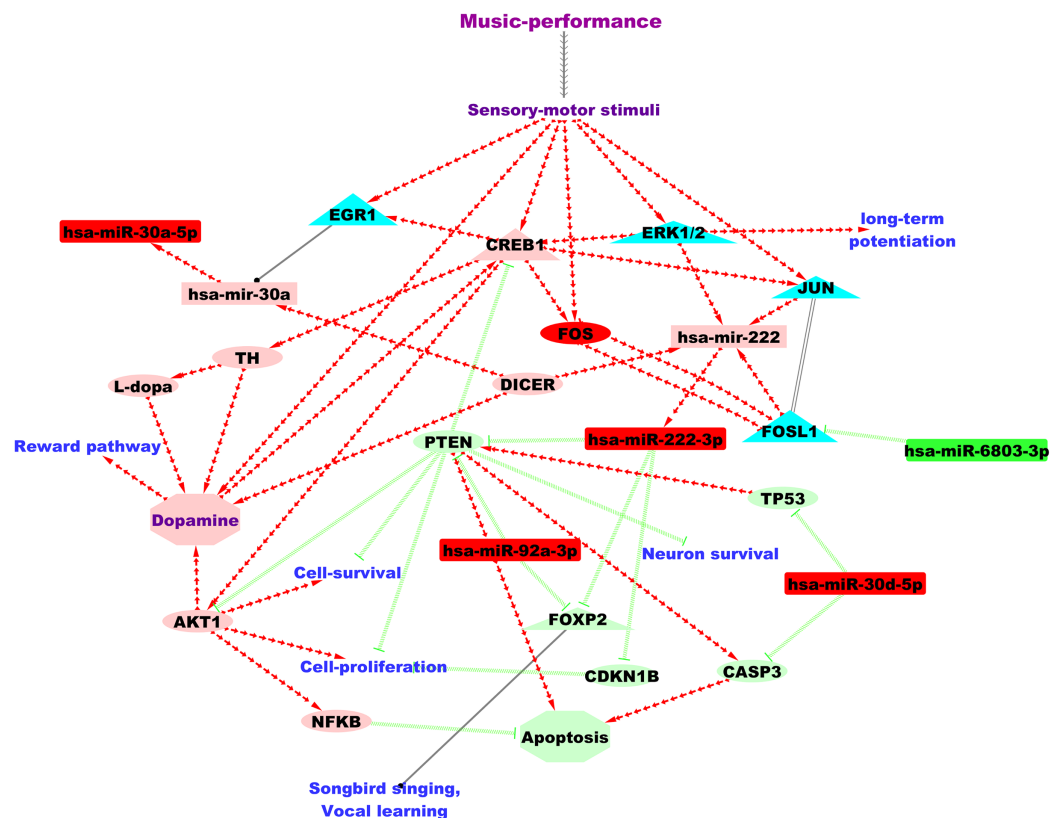 Music-performance
Sensory-motor stimuli
EGR1
hsa-miR-30a-5p
CREB1
ERK1/2
long-term
potentiation
hsa-mir-30a
JUN
FOS
hsa-mir-222
TH
L-dopa
DICER
Reward pathway
PTEN
hsa-miR-222-3p
FOSL1
hsa-miR-6803-3p
TP53
Dopamine
hsa-miR-92a-3p
Neuron survival
Cell-survival
hsa-miR-30d-5p
AKT1
FOXP2
Cell-proliferation
CDKN1B
CASP3
NFKB
Apoptosis
Songbird singing,
Vocal learning